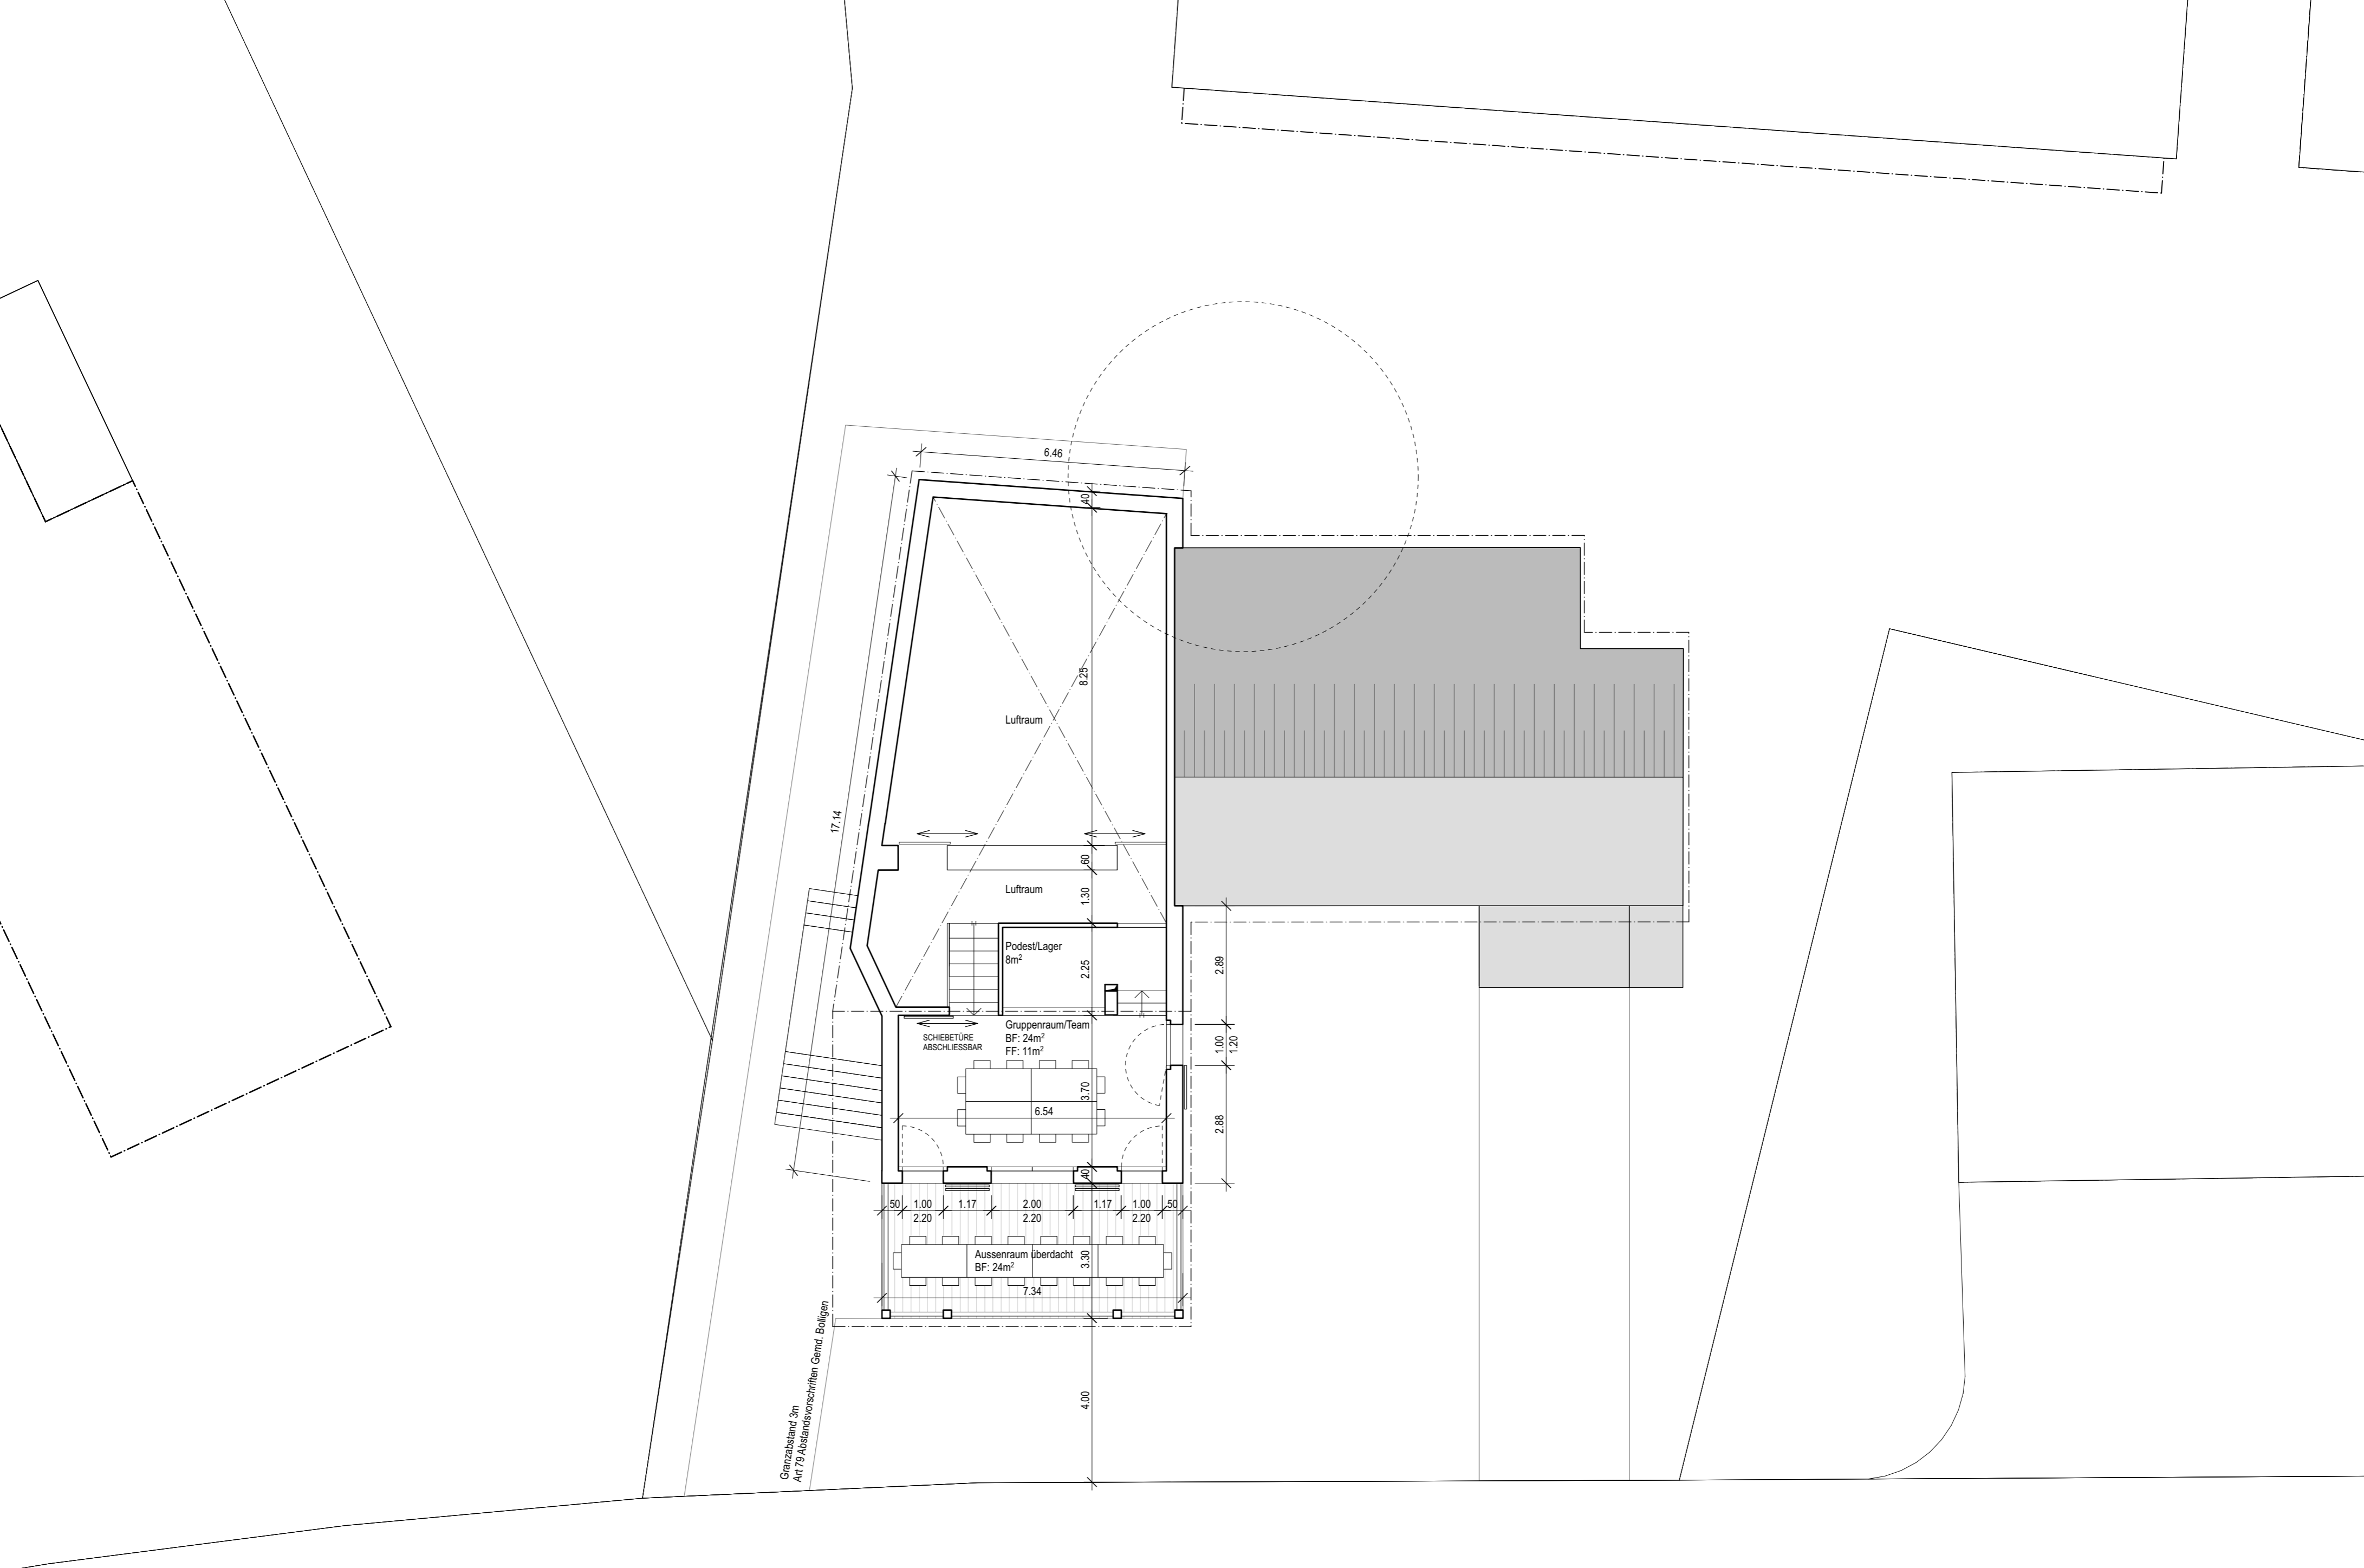 6.46
40
8.25
17.14
Luftraum
60
Luftraum
1.30
Podest/Lager
8m²
2.25
2.89
Gruppenraum/Team
BF: 24m²
FF: 11m²
SCHIEBETÜRE
ABSCHLIESSBAR
1.00
1.20
3.70
6.54
2.88
40
50 1.00 1.17 2.00 1.17 1.00 50
2.20 2.20 2.20
Aussenraum überdacht
BF: 24m²
3.30
7.34
4.00
Granzabstand 3m
Art 79 Abstandsvorschriften Gemd. Bolligen